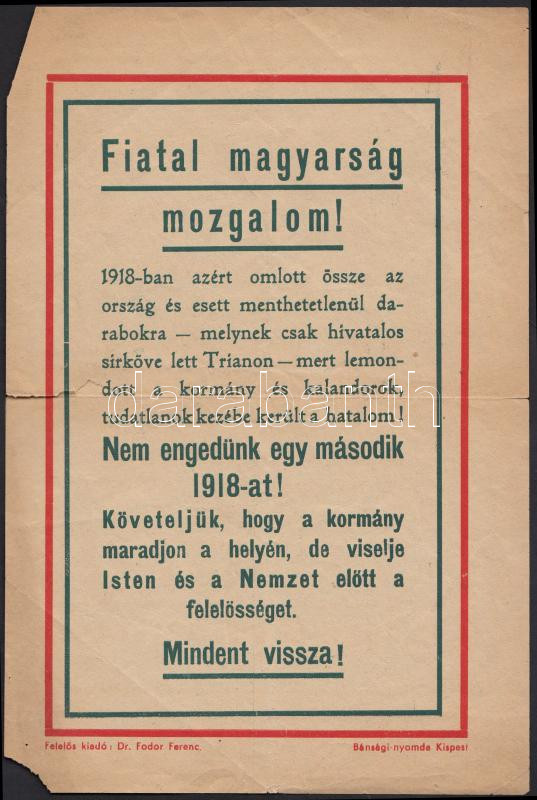 Fiatal magyarság
mozgalom!
1918-ban azért omlott össze az
ország és esett menthetetlenül da-
rabokra — melynek csak hivatalos
sírköve lett Trianon — mert lemon-
dott a kormány és kalandorok,
tudatlanok kezébe került a hatalom!
darabanth
Nem engedünk egy második
1918-at!
Követeljük, hogy a kormány
maradjon a helyén, de viselje
Isten és a Nemzet előtt a
felelösséget.
Mindent vissza!
Felelős kiadó: Dr. Fodor Ferenc.
Bánsági-nyomda Kispest